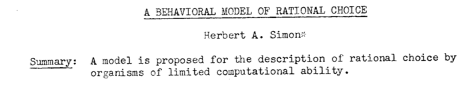 A BEHAVIORAL MODEL OF RATIONAL CHOICE
Herbert A. Simon*
Summary: A model is proposed for the description of rational choice by
organisms of limited computational ability.